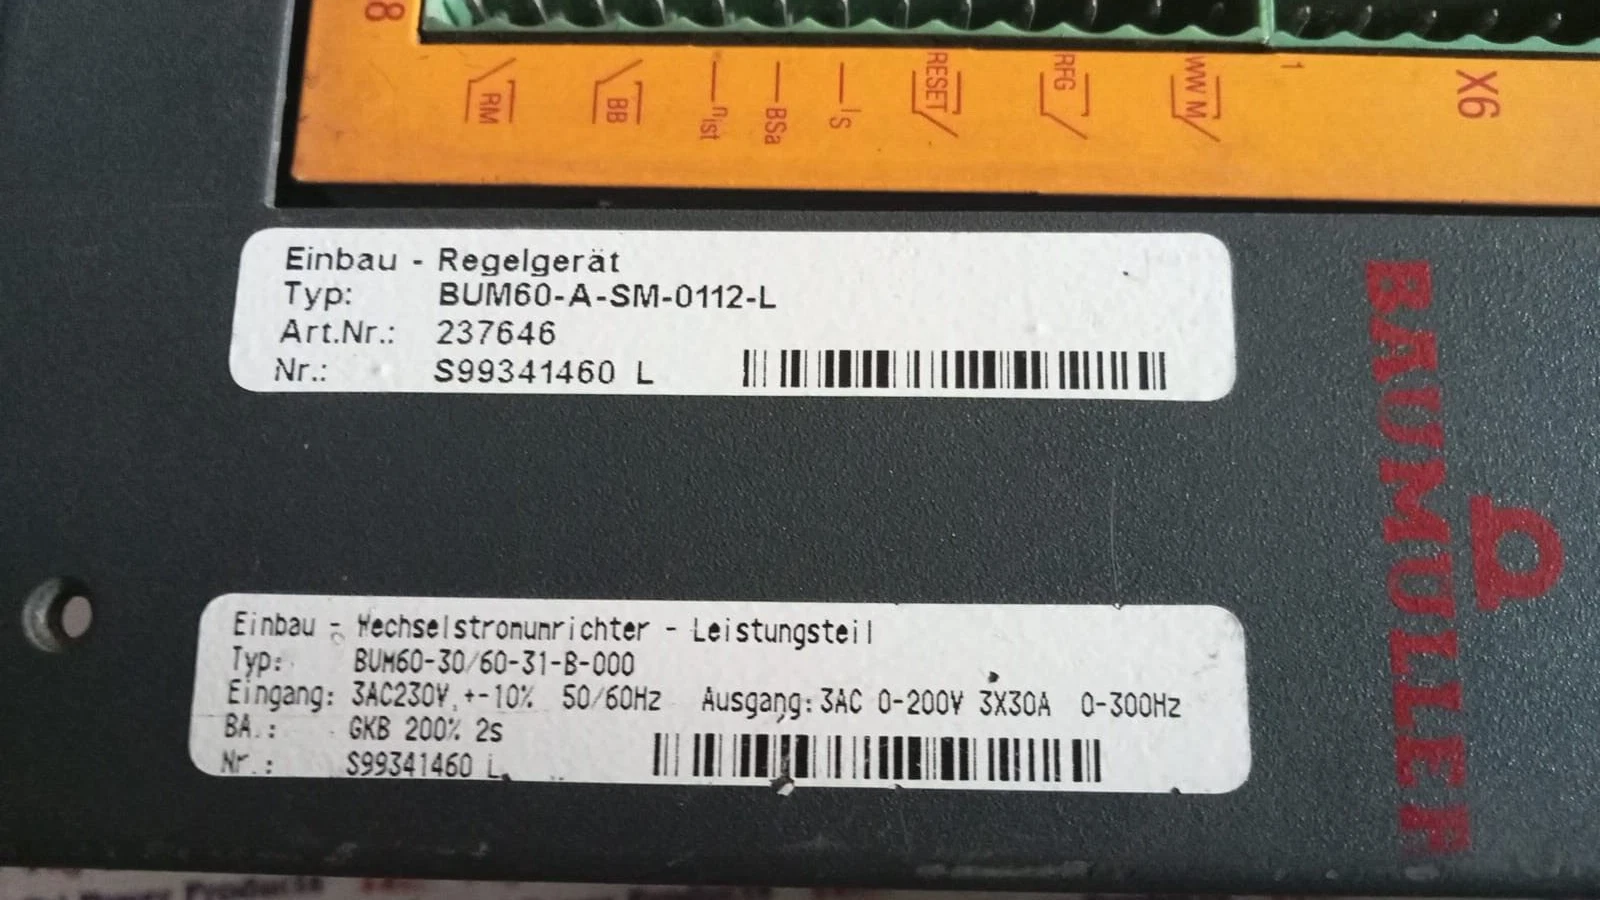 8
RM
BB
nist
BSa
Is
RESET
RFG
WW M
1
X6
Einbau - Regelgerät
Typ: BUM60-A-SM-0112-L
Art.Nr.: 237646
Nr.: S99341460 L
BAUMULLER
Einbau - Wechselstromumrichter - Leistungsteil
Typ: BUM60-30/60-31-B-000
Eingang: 3AC230V, +-10% 50/60Hz Ausgang: 3AC 0-200V 3X30A 0-300Hz
BA.: GKB 200% 2s
Nr.: S99341460 L
Products